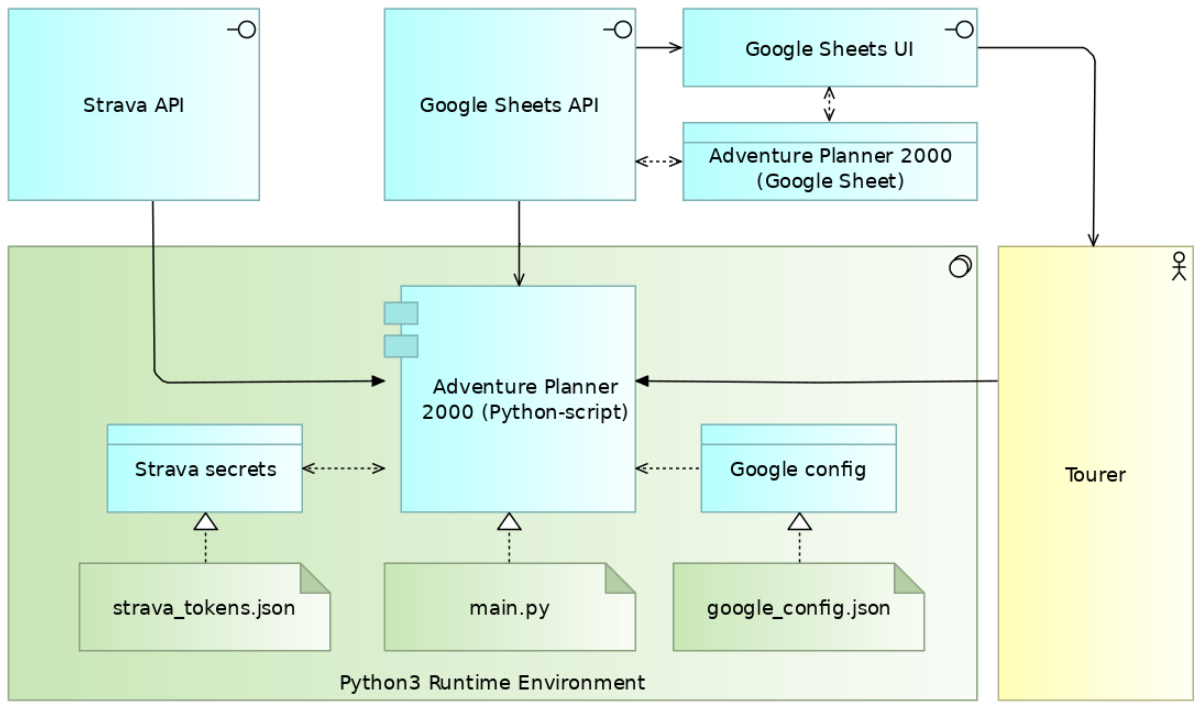 Strava API
Google Sheets API
Google Sheets UI
Adventure Planner 2000
(Google Sheet)
Adventure Planner
2000 (Python-script)
Strava secrets
Google config
Tourer
strava_tokens.json
main.py
google_config.json
Python3 Runtime Environment